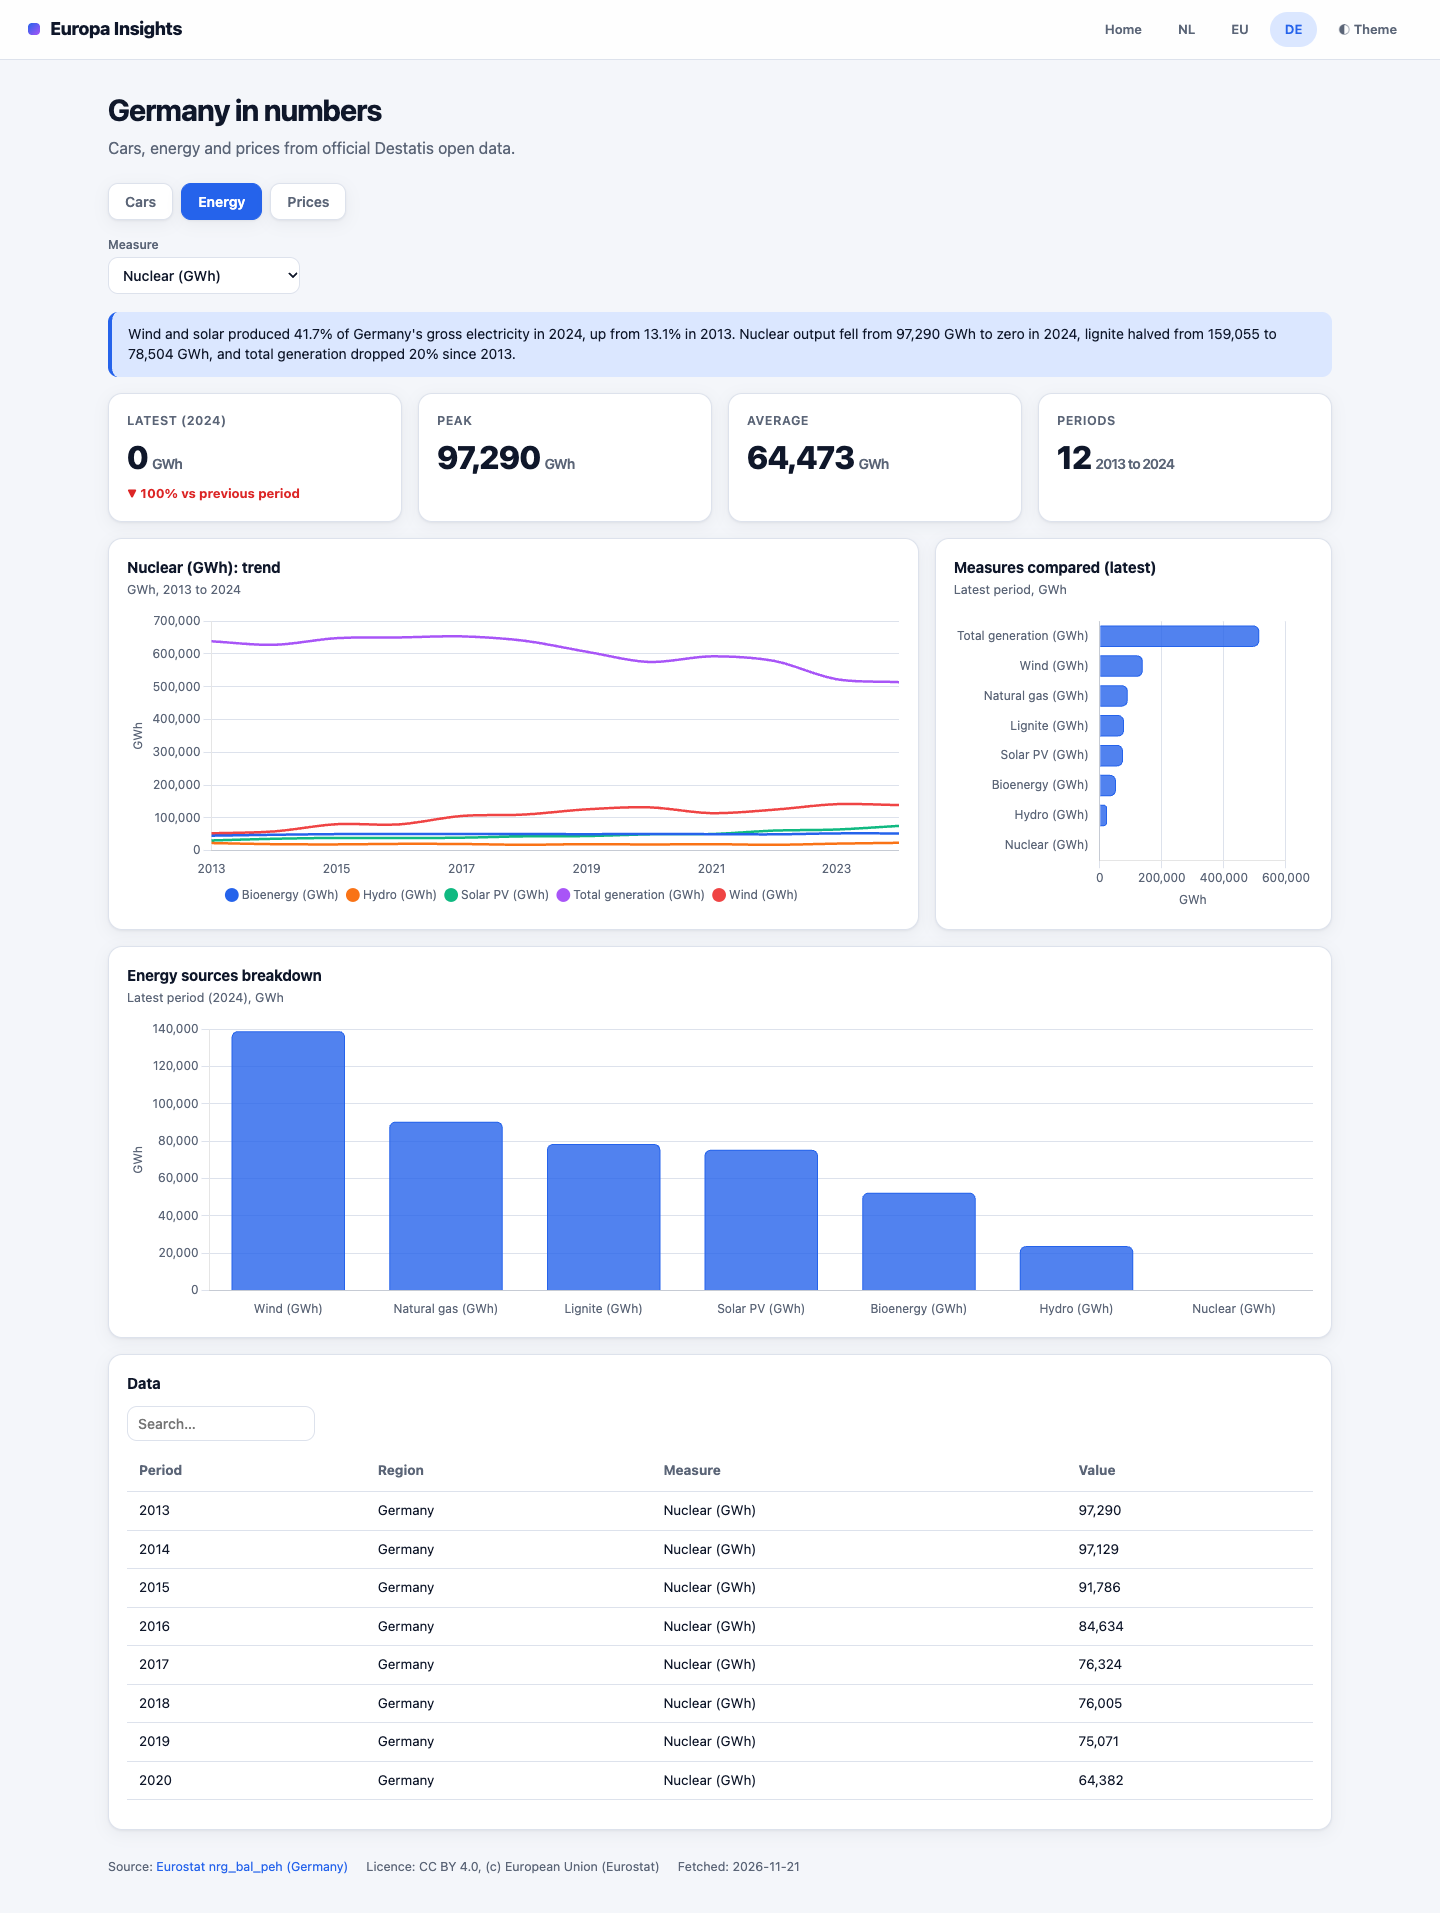 Europa Insights
Home
NL
EU
DE
Theme
Germany in numbers
Cars, energy and prices from official Destatis open data.
Cars
Energy
Prices
Measure
Nuclear (GWh)
Wind and solar produced 41.7% of Germany's gross electricity in 2024, up from 13.1% in 2013. Nuclear output fell from 97,290 GWh to zero in 2024, lignite halved from 159,055 to
78,504 GWh, and total generation dropped 20% since 2013.
LATEST (2024)
0 GWh
▼ 100% vs previous period
PEAK
97,290 GWh
AVERAGE
64,473 GWh
PERIODS
12 2013 to 2024
Nuclear (GWh): trend
GWh, 2013 to 2024
700,000
600,000
500,000
400,000
300,000
200,000
100,000
0
GWh
2013 2015 2017 2019 2021 2023
Bioenergy (GWh) Hydro (GWh) Solar PV (GWh) Total generation (GWh) Wind (GWh)
Measures compared (latest)
Latest period, GWh
Total generation (GWh)
Wind (GWh)
Natural gas (GWh)
Lignite (GWh)
Solar PV (GWh)
Bioenergy (GWh)
Hydro (GWh)
Nuclear (GWh)
0 200,000 400,000 600,000
GWh
Energy sources breakdown
Latest period (2024), GWh
140,000
120,000
100,000
80,000
60,000
40,000
20,000
0
GWh
Wind (GWh) Natural gas (GWh) Lignite (GWh) Solar PV (GWh) Bioenergy (GWh) Hydro (GWh) Nuclear (GWh)
Data
Search...
Period Region Measure Value
2013 Germany Nuclear (GWh) 97,290
2014 Germany Nuclear (GWh) 97,129
2015 Germany Nuclear (GWh) 91,786
2016 Germany Nuclear (GWh) 84,634
2017 Germany Nuclear (GWh) 76,324
2018 Germany Nuclear (GWh) 76,005
2019 Germany Nuclear (GWh) 75,071
2020 Germany Nuclear (GWh) 64,382
Source: Eurostat nrg_bal_peh (Germany) Licence: CC BY 4.0, (c) European Union (Eurostat) Fetched: 2026-11-21